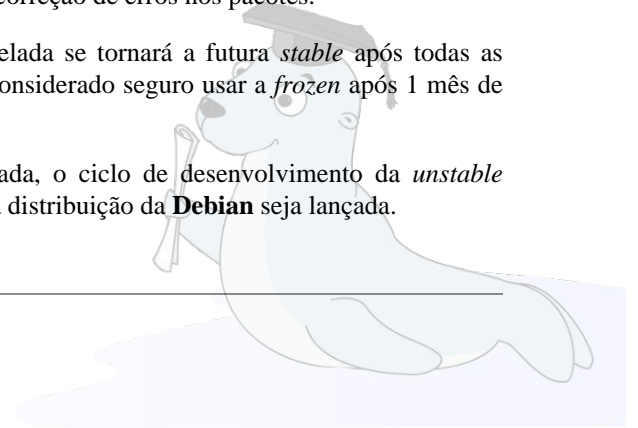 correção de erros nos pacotes.
elada se tornará a futura stable após todas as
onsiderado seguro usar a frozen após 1 mês de
ada, o ciclo de desenvolvimento da unstable
distribuição da Debian seja lançada.